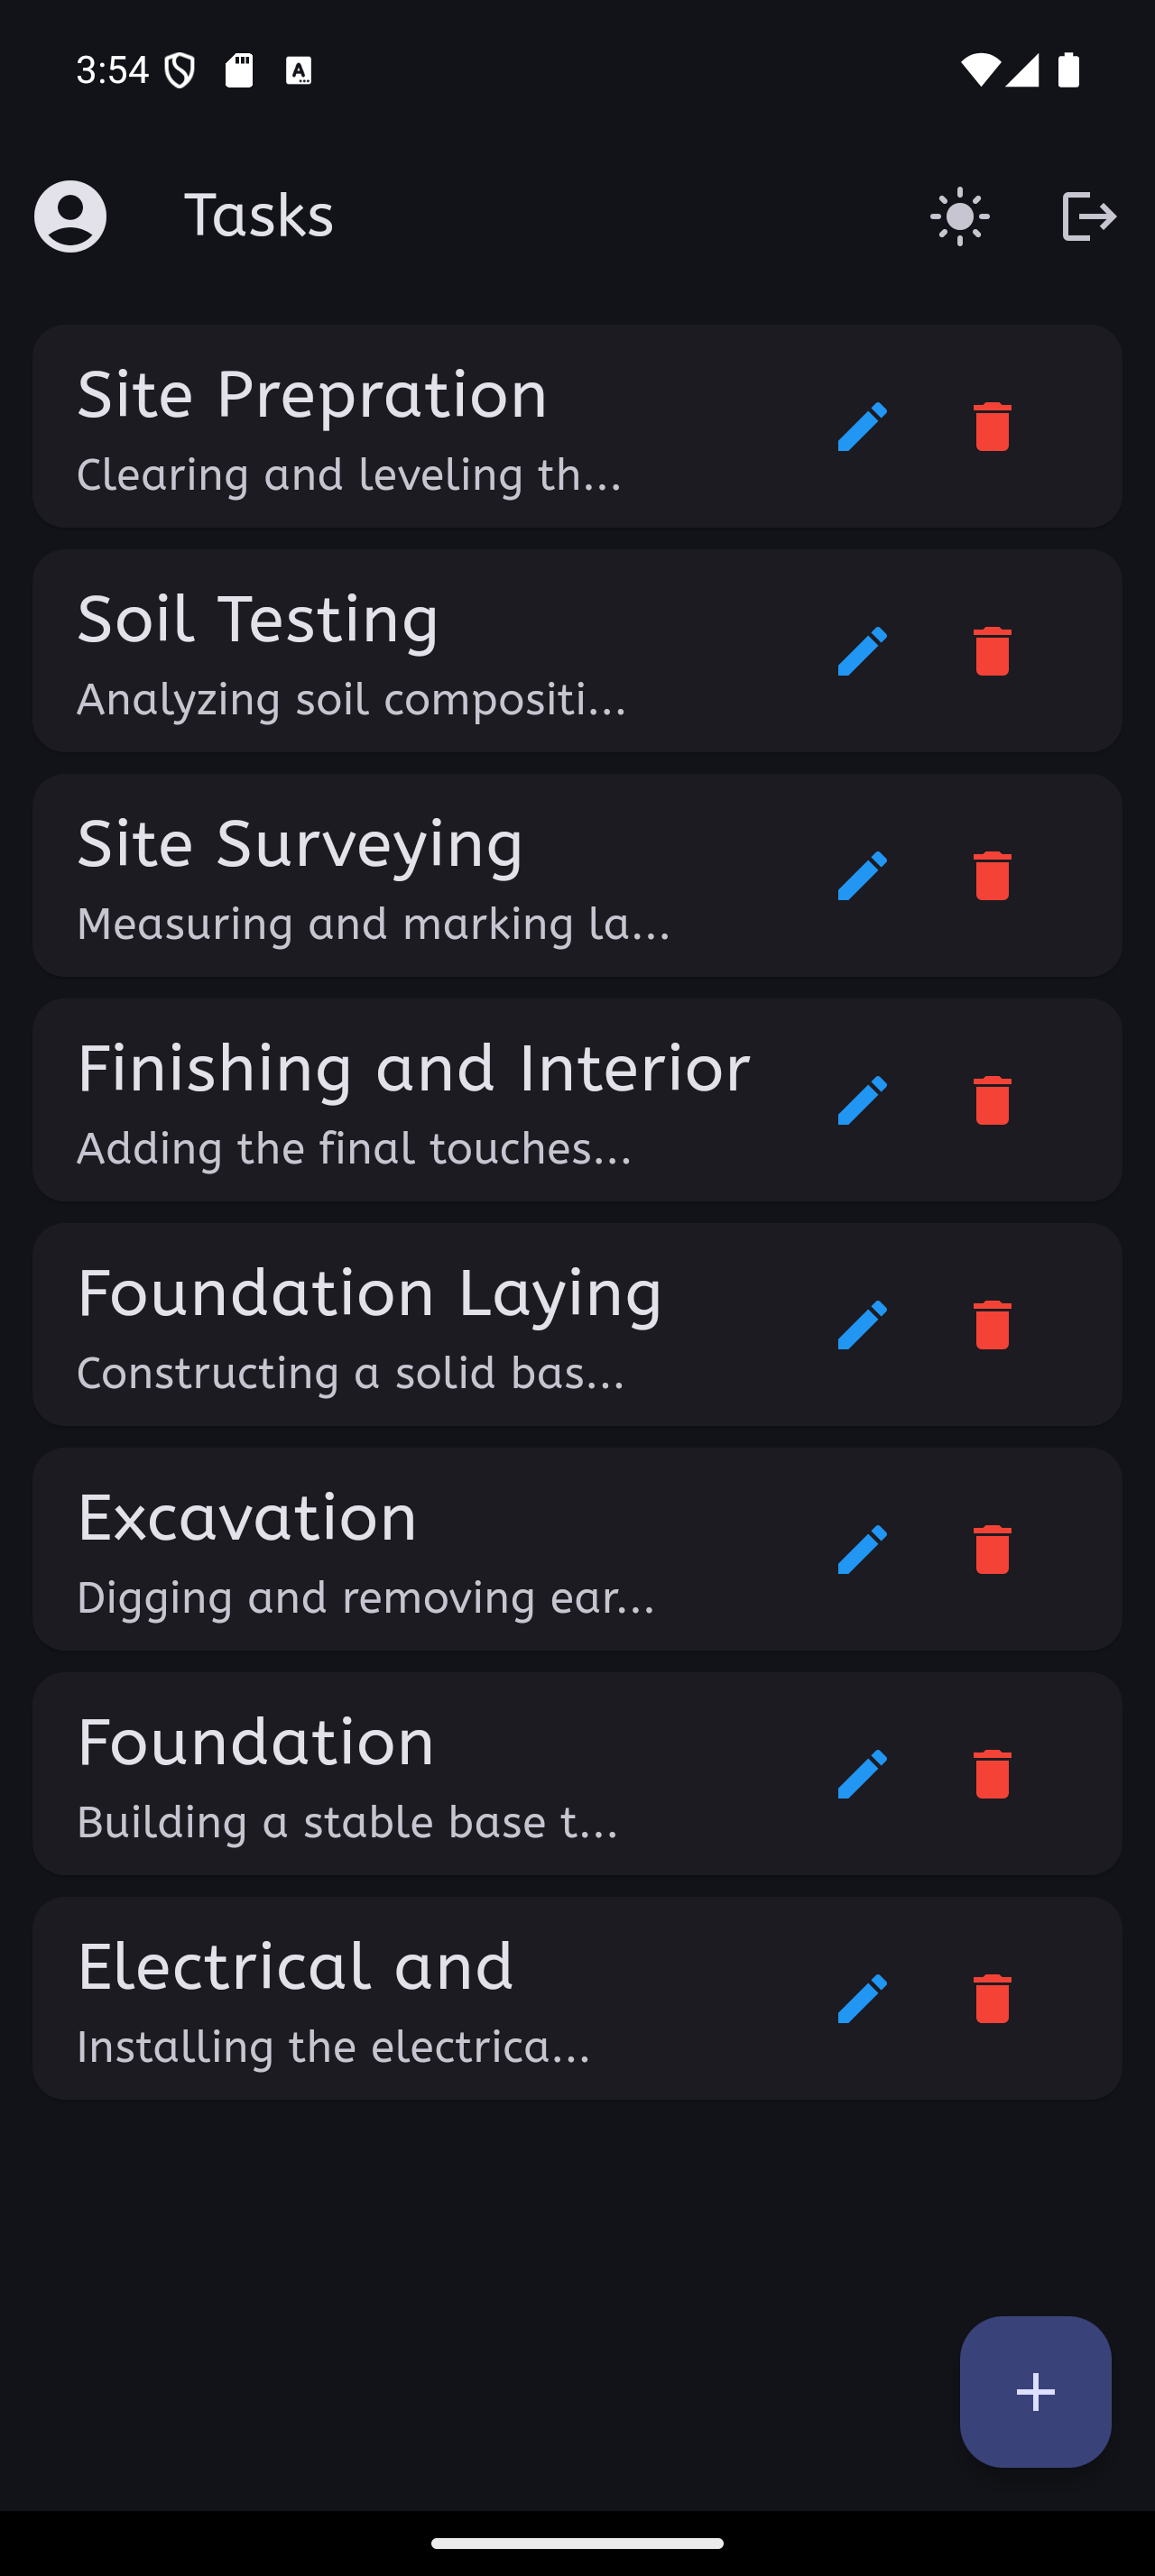 3:54
Tasks
Site Prepration
Clearing and leveling th...
Soil Testing
Analyzing soil compositi...
Site Surveying
Measuring and marking la...
Finishing and Interior
Adding the final touches...
Foundation Laying
Constructing a solid bas...
Excavation
Digging and removing ear...
Foundation
Building a stable base t...
Electrical and
Installing the electrica...